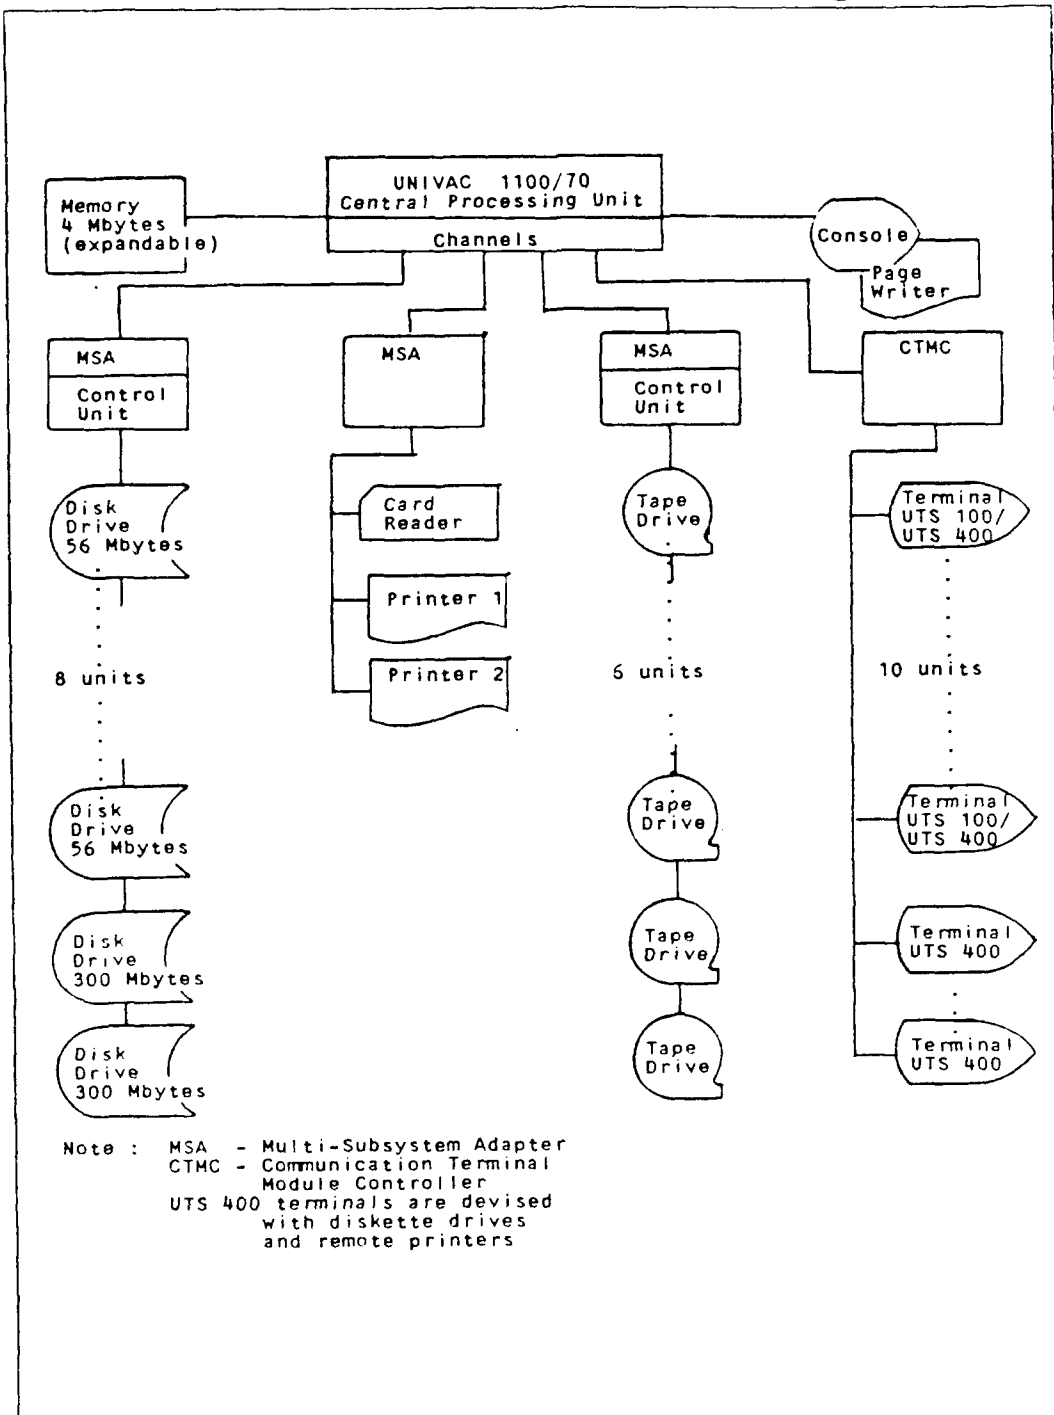 UNIVAC 1100/70
Central Processing Unit
Channels
Memory
4 Mbytes
(expandable)
Console
Page
Writer
MSA
Control
Unit
MSA
MSA
Control
Unit
CTMC
Disk
Drive
56 Mbytes
8 units
Disk
Drive
56 Mbytes
Disk
Drive
300 Mbytes
Disk
Drive
300 Mbytes
Card
Reader
Printer 1
Printer 2
Tape
Drive
6 units
Tape
Drive
Tape
Drive
Tape
Drive
Terminal
UTS 100/
UTS 400
10 units
Terminal
UTS 100/
UTS 400
Terminal
UTS 400
Terminal
UTS 400
Note : MSA - Multi-Subsystem Adapter
CTMC - Communication Terminal
Module Controller
UTS 400 terminals are devised
with diskette drives
and remote printers